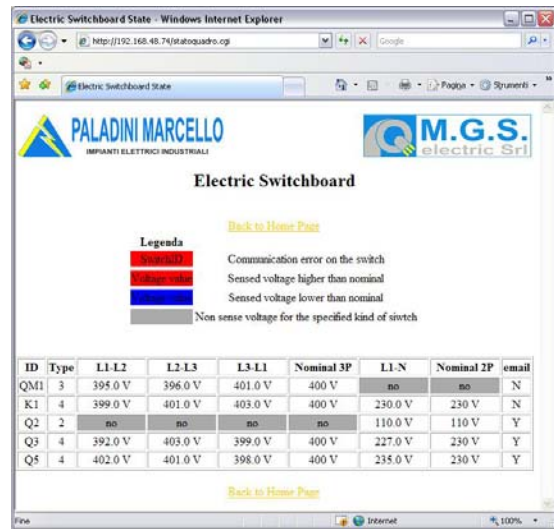 Electric Switchboard State - Windows Internet Explorer
http://192.168.48.74/statoquadro.cgi
Google
Electric Switchboard State
Pagina
Strumenti
PALADINI MARCELLO
IMPIANTI ELETTRICI INDUSTRIALI
M.G.S.
electric Srl
Electric Switchboard
Back to Home Page
Legenda
SwitchID Communication error on the switch
Voltage value Sensed voltage higher than nominal
Voltage value Sensed voltage lower than nominal
Non sense voltage for the specified kind of siwtch
ID Type L1-L2 L2-L3 L3-L1 Nominal 3P L1-N Nominal 2P email
QM1 3 395.0 V 396.0 V 401.0 V 400 V no no N
K1 4 399.0 V 401.0 V 403.0 V 400 V 230.0 V 230 V N
Q2 2 no no no no 110.0 V 110 V Y
Q3 4 392.0 V 403.0 V 399.0 V 400 V 227.0 V 230 V Y
Q5 4 402.0 V 401.0 V 398.0 V 400 V 235.0 V 230 V Y
Back to Home Page
Fine
Internet
100%